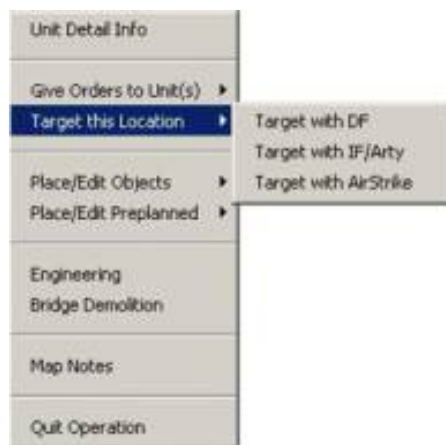 Unit Detail Info
Give Orders to Unit(s)
Target this Location
Target with DF
Target with IF/Arty
Target with AirStrike
Place/Edit Objects
Place/Edit Preplanned
Engineering
Bridge Demolition
Map Notes
Quit Operation